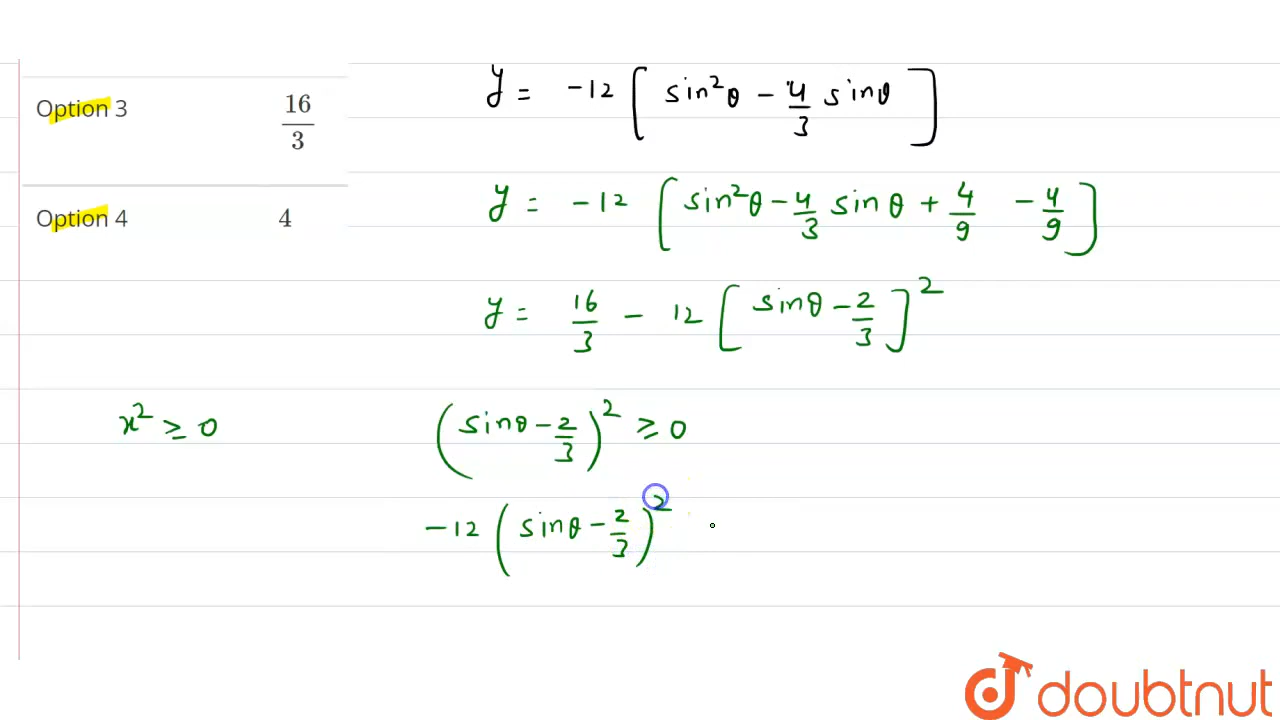 y = -12 [ sin²θ - 4/3 sinθ ]
Option 3 16/3
y = -12 [ sin²θ - 4/3 sinθ + 4/9 - 4/9 ]
Option 4 4
y = 16/3 - 12 [ sinθ - 2/3 ]²
x² ≥ 0 ( sinθ - 2/3 )² ≥ 0
-12 ( sinθ - 2/3 )²
doubtnut